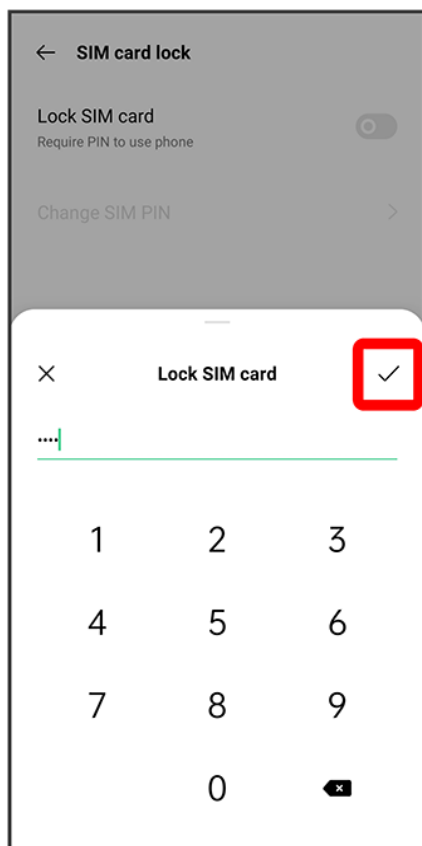 SIM card lock
Lock SIM card
Require PIN to use phone
Change SIM PIN
Lock SIM card
••••
1 2 3
4 5 6
7 8 9
0